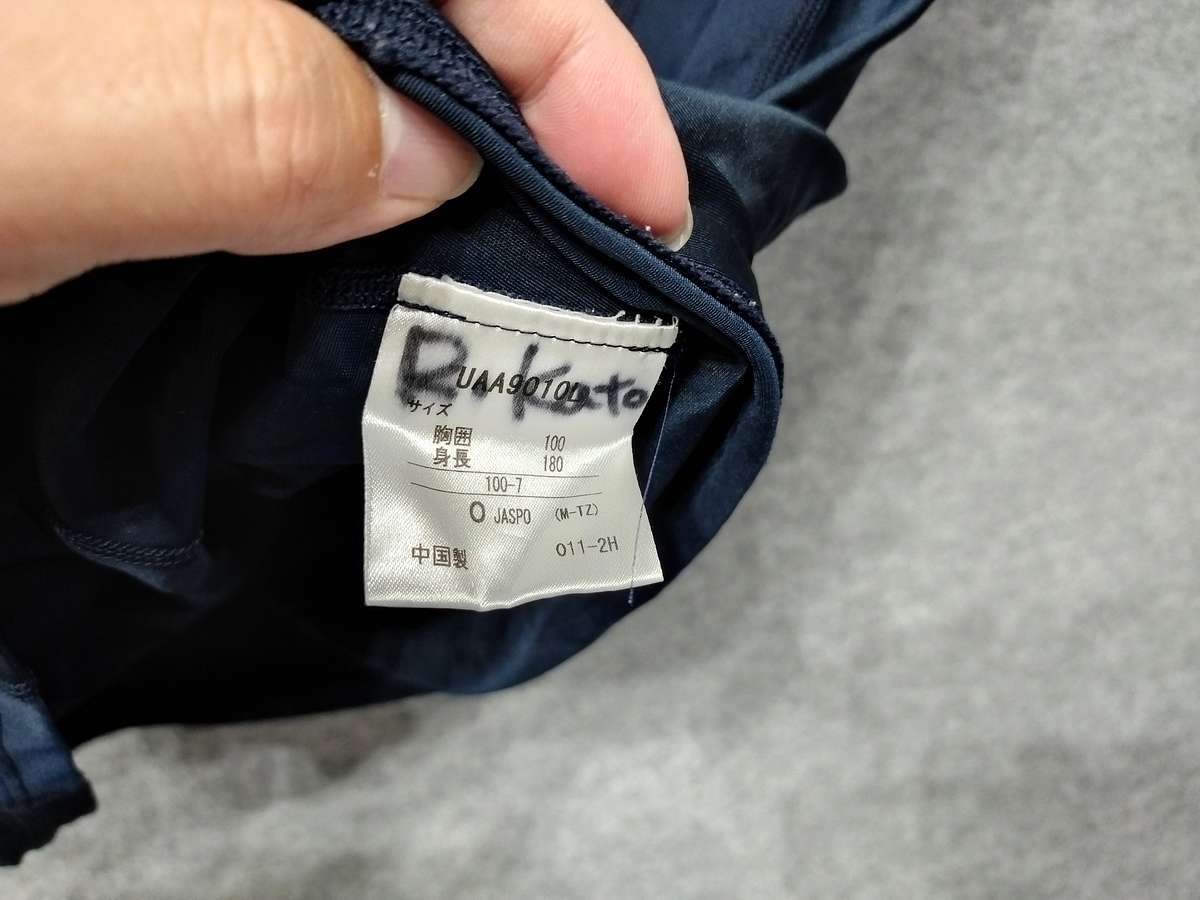 R. Kato
UAA9010L
サイズ
胸囲 100
身長 180
100-7
O JASPO (M-TZ)
中国製 011-2H